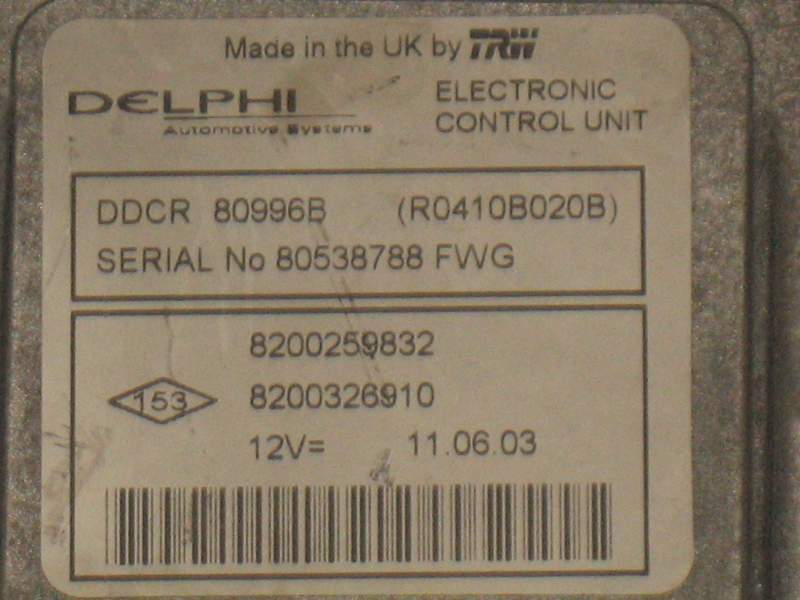 Made in the UK by TRW
DELPHI
Automotive Systems
ELECTRONIC
CONTROL UNIT
DDCR 80996B (R0410B020B)
SERIAL No 80538788 FWG
8200259832
153
8200326910
12V= 11.06.03